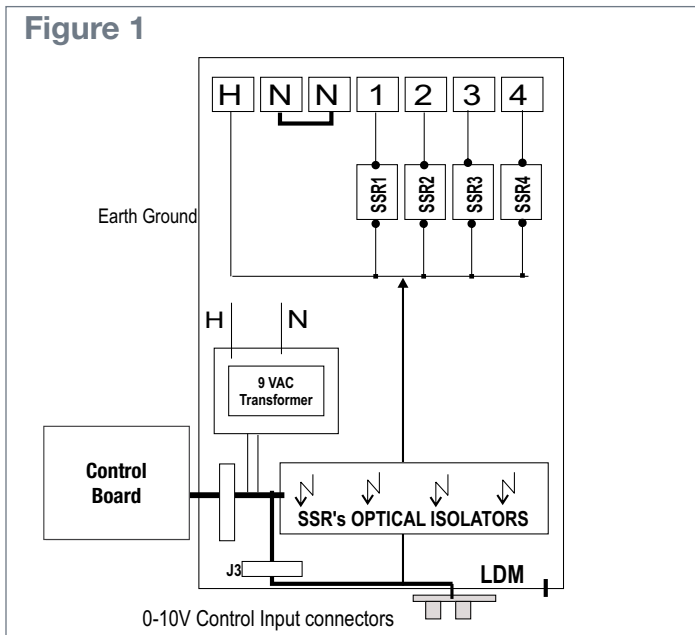 Figure 1
H N N 1 2 3 4
SSR1 SSR2 SSR3 SSR4
Earth Ground
H N
9 VAC
Transformer
Control
Board
SSR's OPTICAL ISOLATORS
J3
LDM
0-10V Control Input connectors